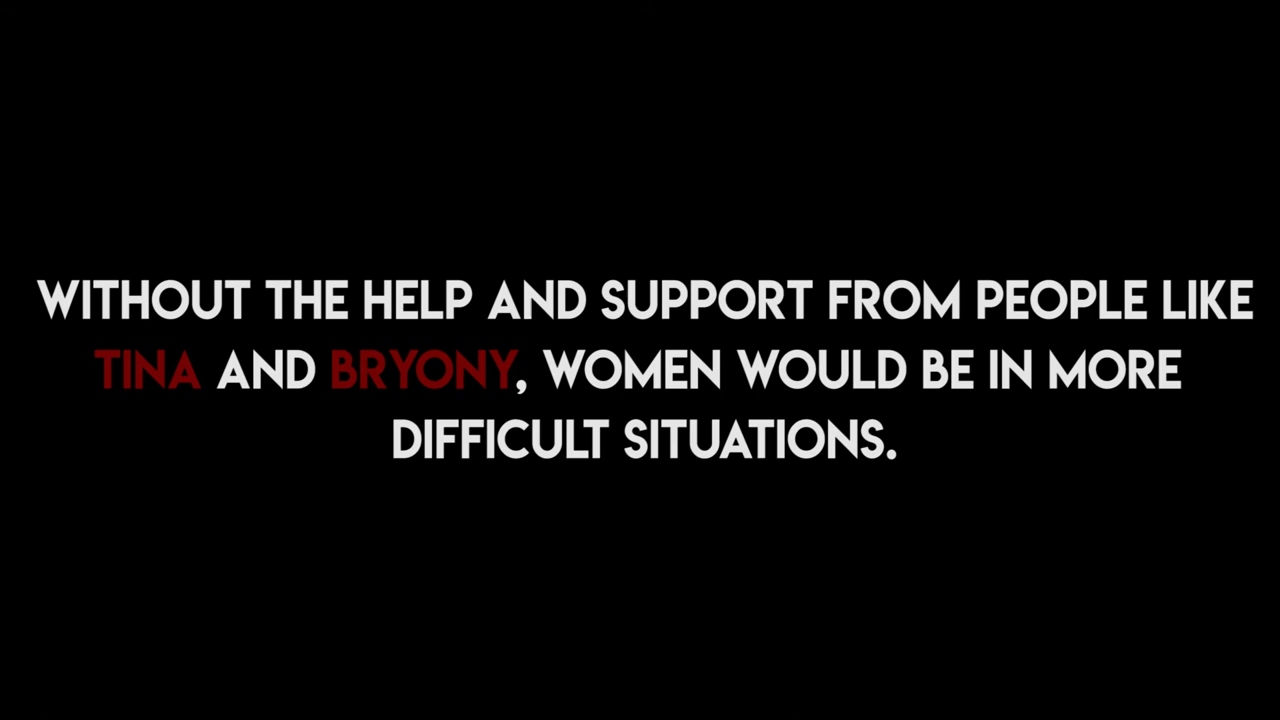 WITHOUT THE HELP AND SUPPORT FROM PEOPLE LIKE
TINA AND BRYONY, WOMEN WOULD BE IN MORE
DIFFICULT SITUATIONS.